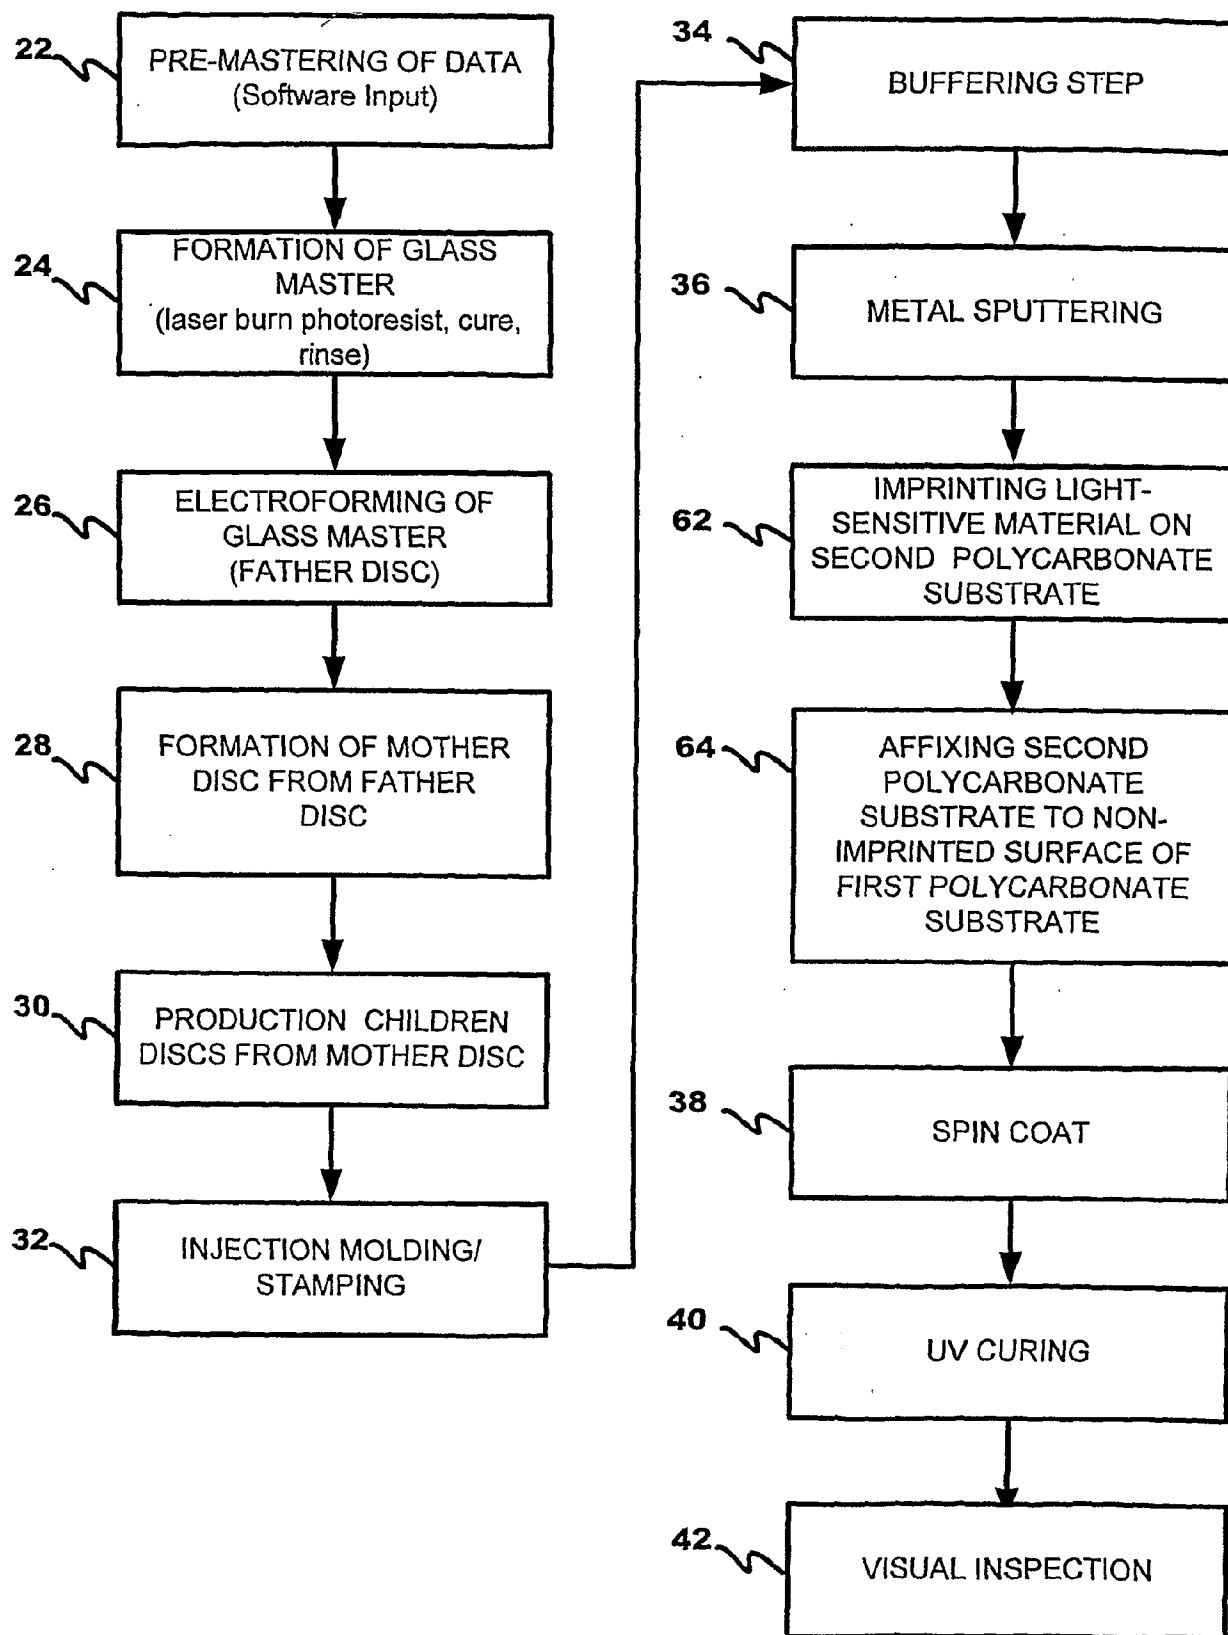 22
PRE-MASTERING OF DATA
(Software Input)
24
FORMATION OF GLASS
MASTER
(laser burn photoresist, cure,
rinse)
26
ELECTROFORMING OF
GLASS MASTER
(FATHER DISC)
28
FORMATION OF MOTHER
DISC FROM FATHER
DISC
30
PRODUCTION CHILDREN
DISCS FROM MOTHER DISC
32
INJECTION MOLDING/
STAMPING
34
BUFFERING STEP
36
METAL SPUTTERING
62
IMPRINTING LIGHT-
SENSITIVE MATERIAL ON
SECOND POLYCARBONATE
SUBSTRATE
64
AFFIXING SECOND
POLYCARBONATE
SUBSTRATE TO NON-
IMPRINTED SURFACE OF
FIRST POLYCARBONATE
SUBSTRATE
38
SPIN COAT
40
UV CURING
42
VISUAL INSPECTION